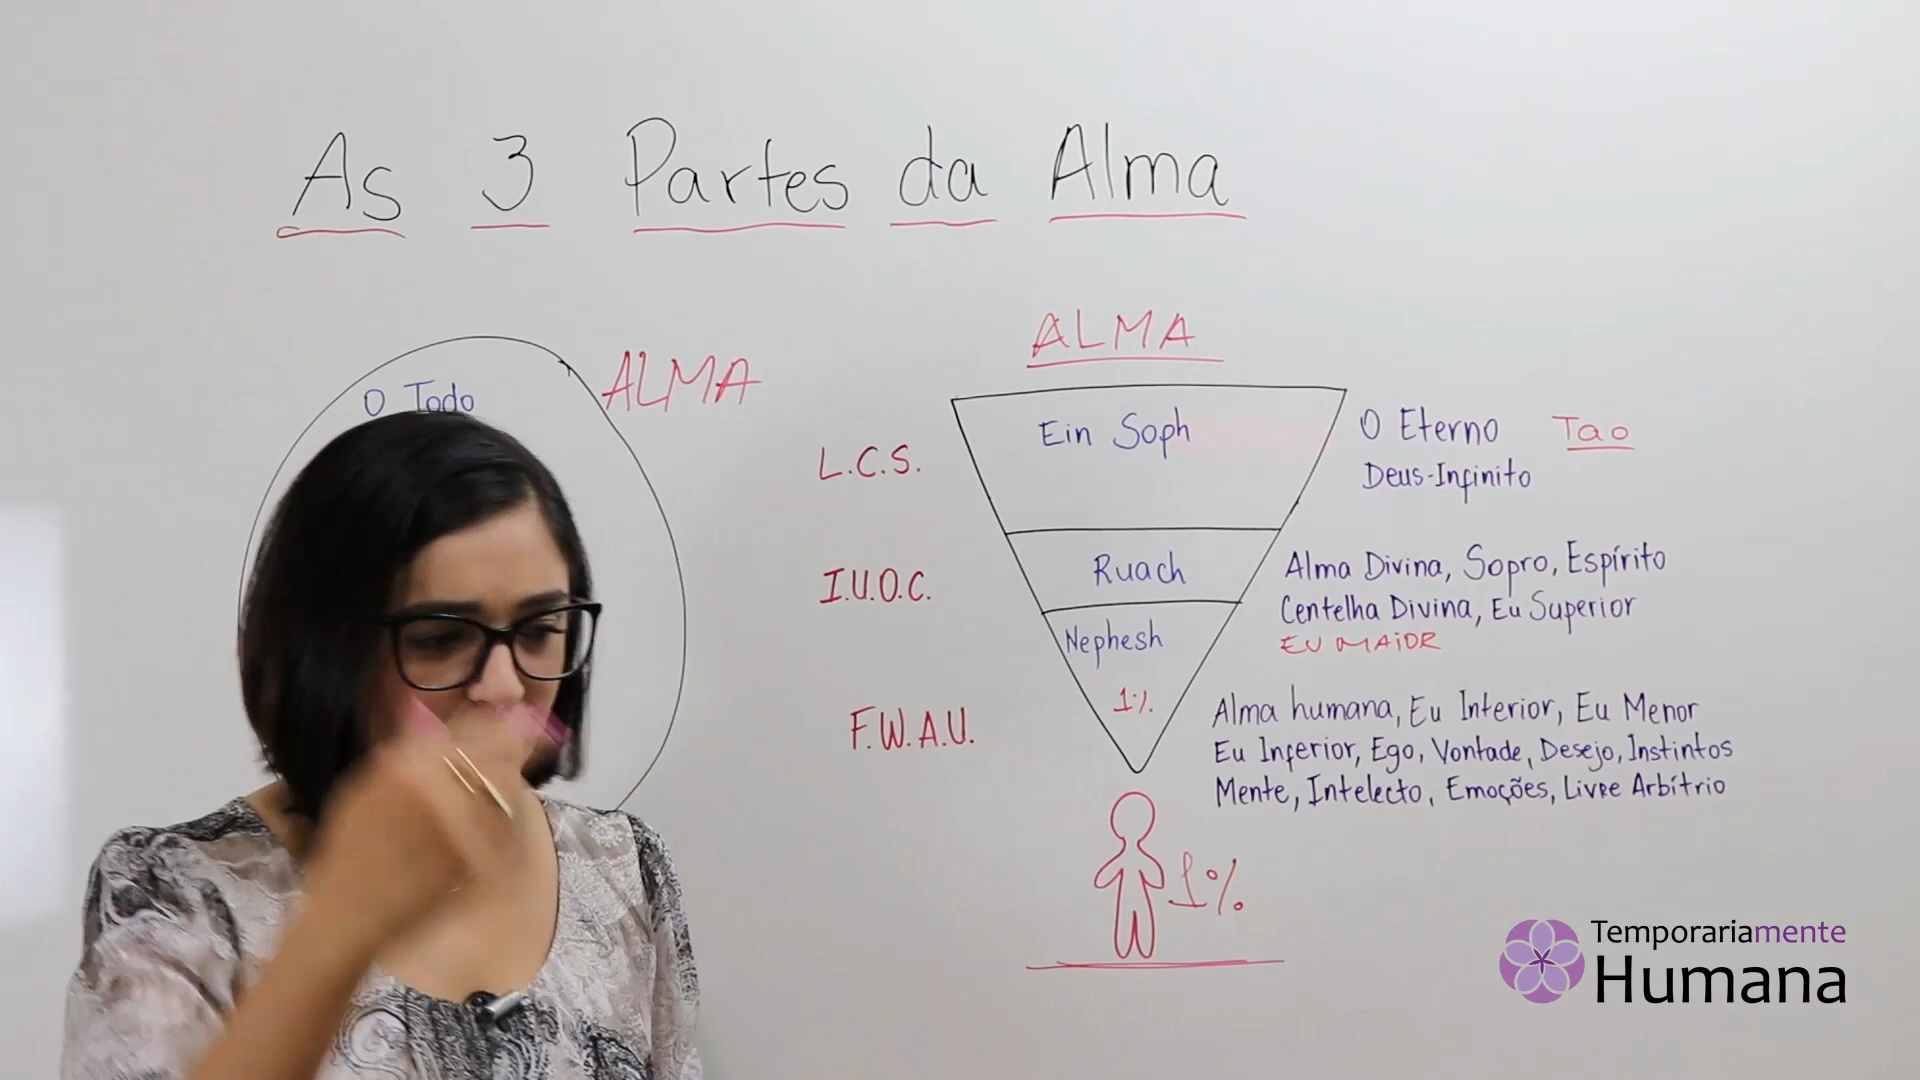 As 3 Partes da Alma
O Todo
ALMA
ALMA
L.C.S.
Ein Soph
O Eterno Tao
Deus-Infinito
I.U.O.C.
Ruach
Alma Divina, Sopro, Espírito
Centelha Divina, Eu Superior
EU MAiOR
Nephesh
1%
F.W.A.U.
Alma humana, Eu Interior, Eu Menor
Eu Inferior, Ego, Vontade, Desejo, Instintos
Mente, Intelecto, Emoções, Livre Arbítrio
1%
Temporariamente
Humana